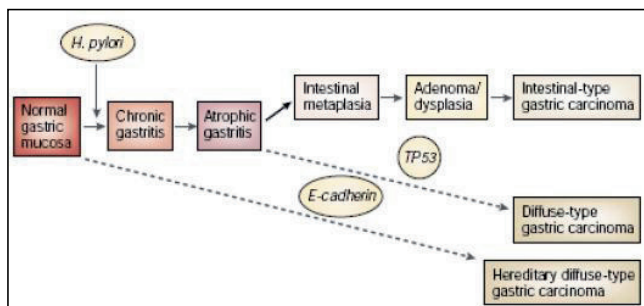 H. pylori
Normal
gastric
mucosa
Chronic
gastritis
Atrophic
gastritis
Intestinal
metaplasia
Adenoma/
dysplasia
Intestinal-type
gastric carcinoma
TP53
E-cadherin
Diffuse-type
gastric carcinoma
Hereditary diffuse-type
gastric carcinoma